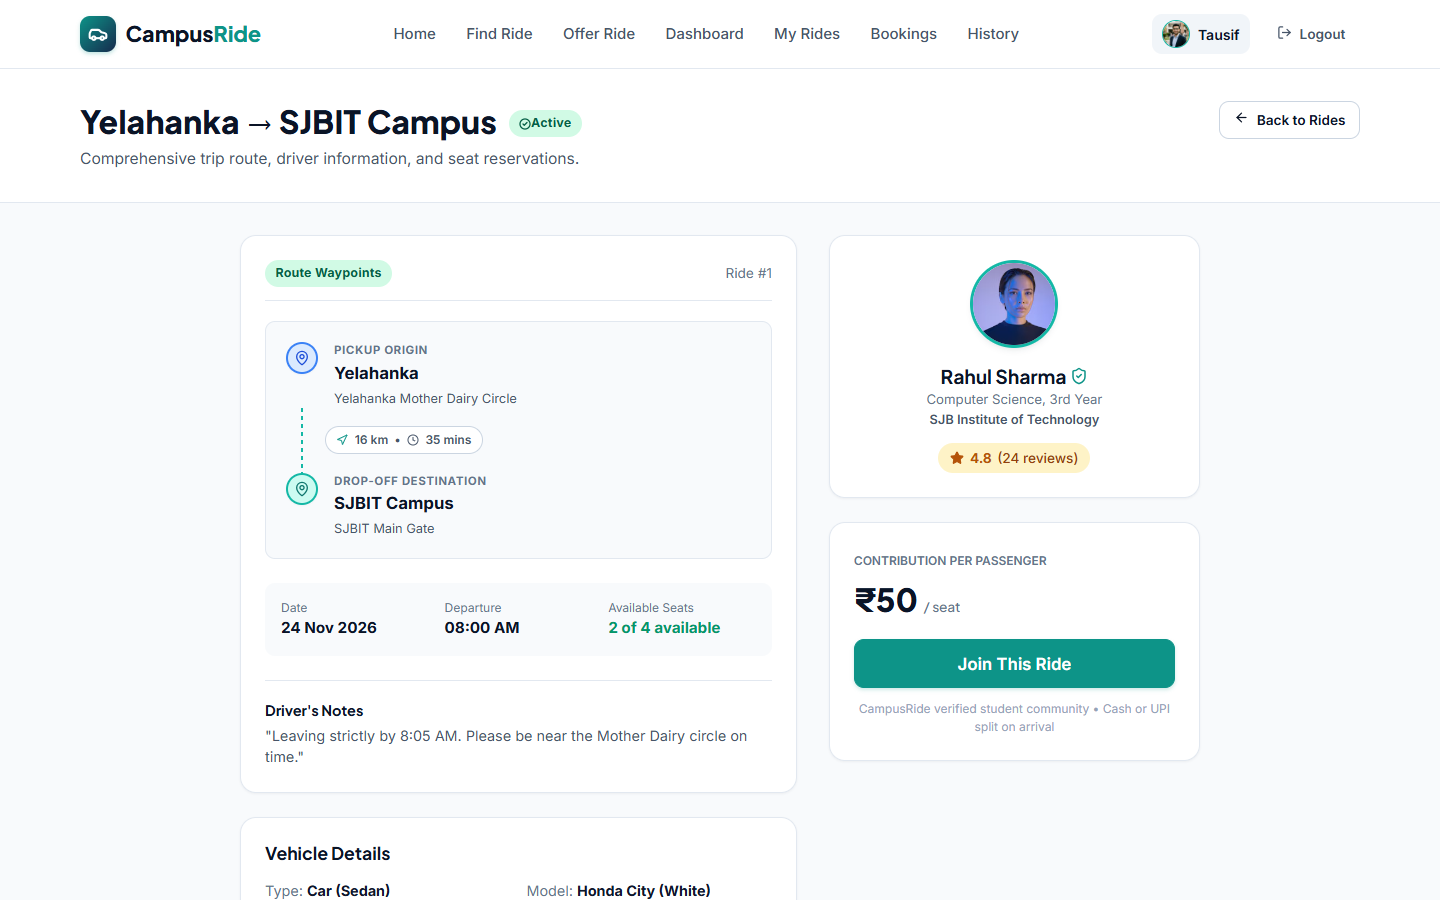 CampusRide
Home Find Ride Offer Ride Dashboard My Rides Bookings History
Tausif
Logout
Yelahanka → SJBIT Campus
Active
Back to Rides
Comprehensive trip route, driver information, and seat reservations.
Route Waypoints
Ride #1
PICKUP ORIGIN
Yelahanka
Yelahanka Mother Dairy Circle
16 km • 35 mins
DROP-OFF DESTINATION
SJBIT Campus
SJBIT Main Gate
Date
24 Nov 2026
Departure
08:00 AM
Available Seats
2 of 4 available
Driver's Notes
"Leaving strictly by 8:05 AM. Please be near the Mother Dairy circle on
time."
Vehicle Details
Type: Car (Sedan)
Model: Honda City (White)
Rahul Sharma
Computer Science, 3rd Year
SJB Institute of Technology
4.8 (24 reviews)
CONTRIBUTION PER PASSENGER
₹50 / seat
Join This Ride
CampusRide verified student community • Cash or UPI
split on arrival